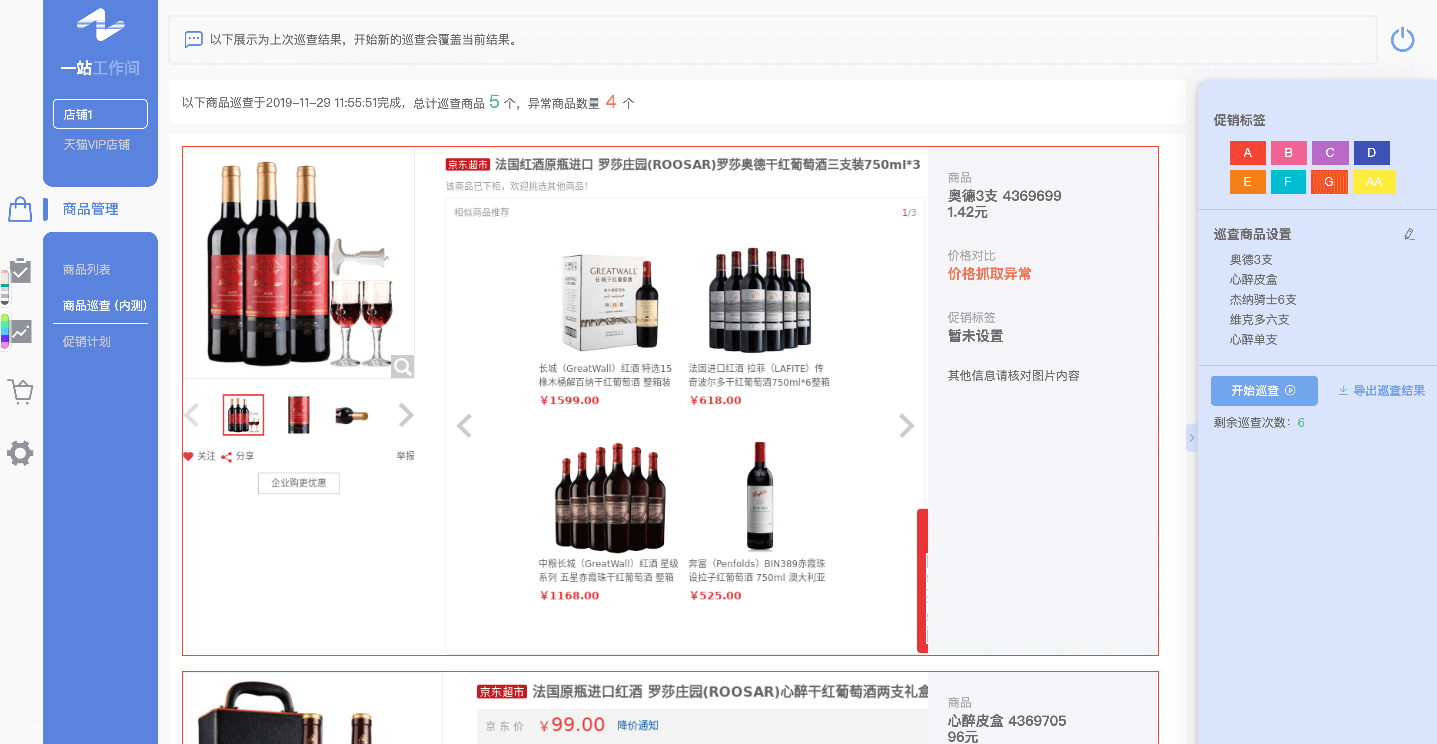 一站工作间
店铺1
天猫VIP店铺
商品管理
商品列表
商品巡查 (内测)
促销计划
以下展示为上次巡查结果，开始新的巡查会覆盖当前结果。
以下商品巡查于2019-11-29 11:55:51完成，总计巡查商品 5 个，异常商品数量 4 个
京东超市 法国红酒原瓶进口 罗莎庄园(ROOSAR)罗莎奥德干红葡萄酒三支装750ml*3
该商品已下柜，欢迎挑选其他商品！
相似商品推荐 1/3
长城（GreatWall）红酒 特选15
橡木桶解百纳干红葡萄酒 整箱装
￥1599.00
法国进口红酒 拉菲（LAFITE）传
奇波尔多干红葡萄酒750ml*6整箱
￥618.00
中粮长城（GreatWall）红酒 星级
系列 五星赤霞珠干红葡萄酒 整箱
￥1168.00
奔富（Penfolds）BIN389赤霞珠
设拉子红葡萄酒 750ml 澳大利亚
￥525.00
GREATWALL
关注 分享 举报
企业购更优惠
商品
奥德3支 4369699
1.42元
价格对比
价格抓取异常
促销标签
暂未设置
其他信息请核对图片内容
京东超市 法国原瓶进口红酒 罗莎庄园(ROOSAR)心醉干红葡萄酒两支礼盒
京 东 价 ￥99.00 降价通知
商品
心醉皮盒 4369705
96元
促销标签
A B C D
E F G AA
巡查商品设置
奥德3支
心醉皮盒
杰纳骑士6支
维克多六支
心醉单支
开始巡查 导出巡查结果
剩余巡查次数：6